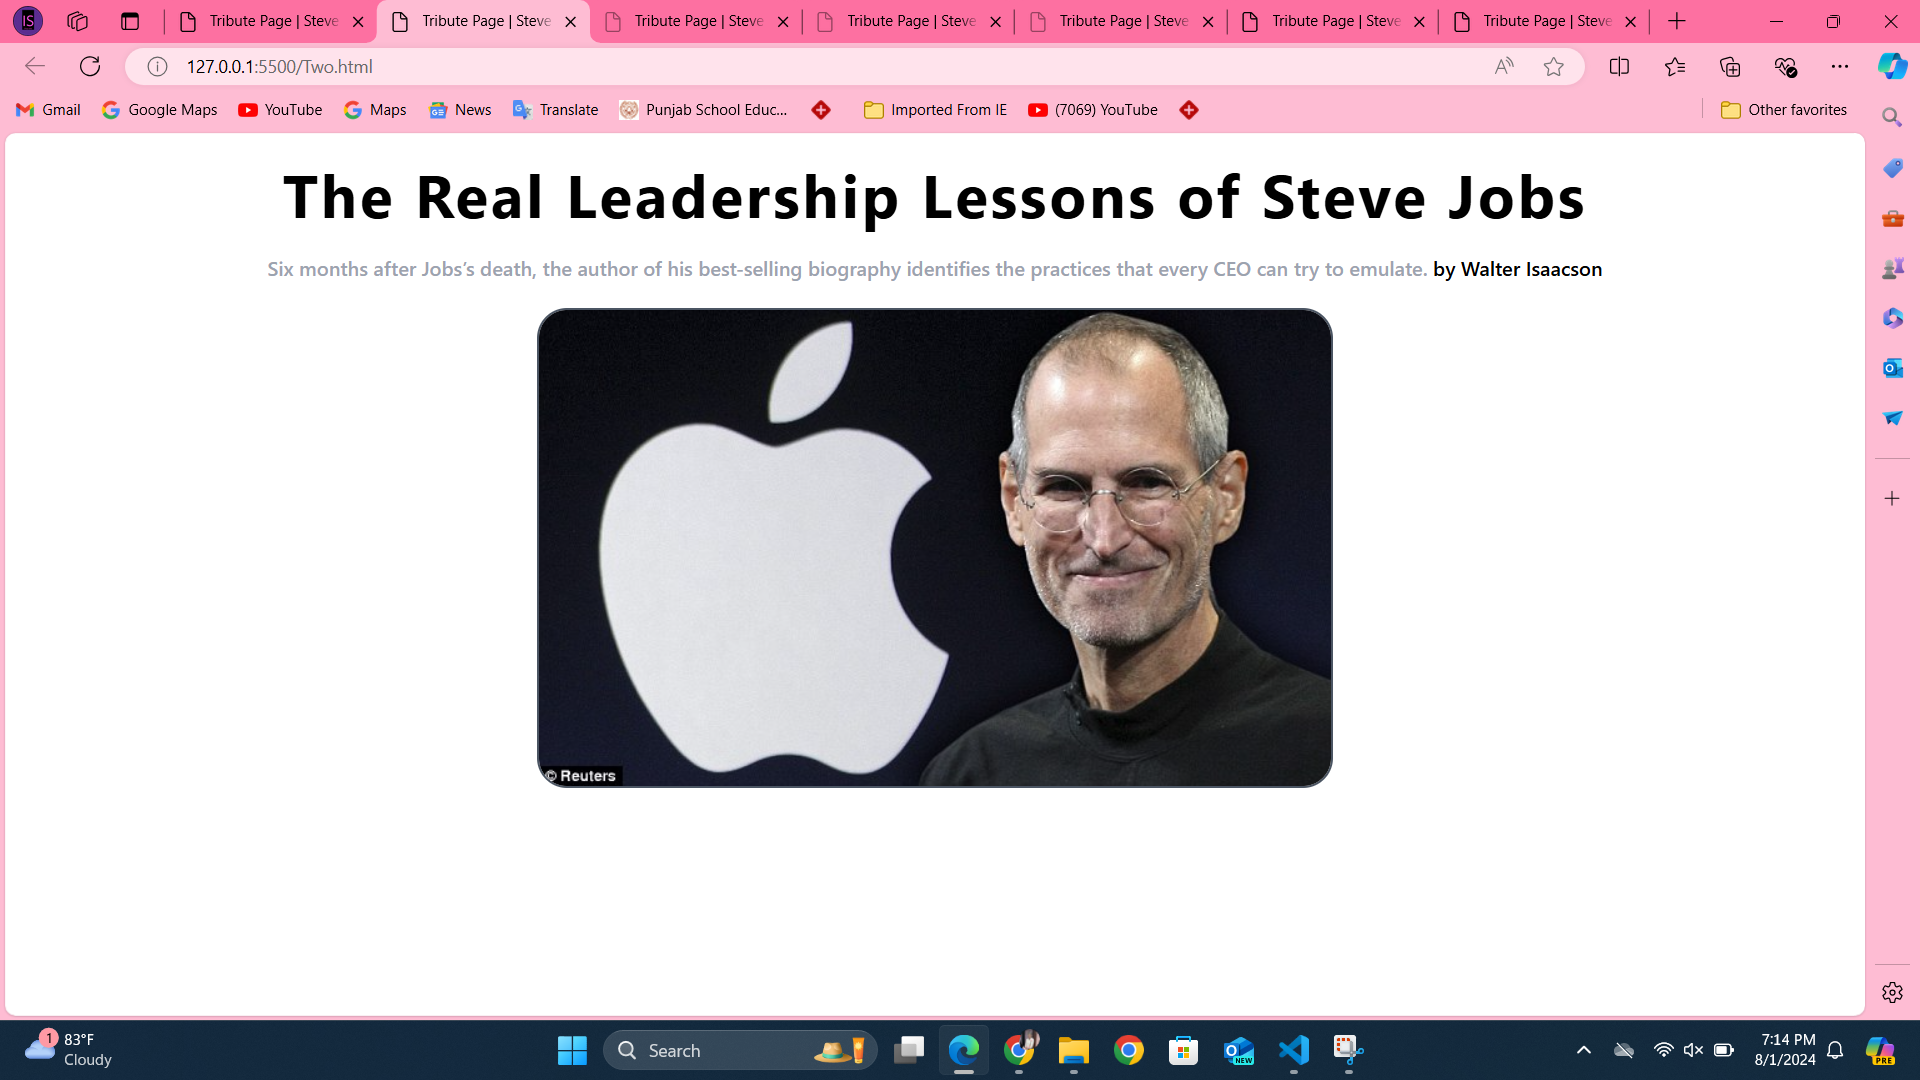 IS
Tribute Page | Steve
Tribute Page | Steve
Tribute Page | Steve
Tribute Page | Steve
Tribute Page | Steve
Tribute Page | Steve
Tribute Page | Steve
127.0.0.1:5500/Two.html
Gmail
Google Maps
YouTube
Maps
News
Translate
Punjab School Educ...
Imported From IE
(7069) YouTube
Other favorites
The Real Leadership Lessons of Steve Jobs
Six months after Jobs’s death, the author of his best-selling biography identifies the practices that every CEO can try to emulate. by Walter Isaacson
© Reuters
1
83°F
Cloudy
Search
NEW
7:14 PM
8/1/2024
PRE